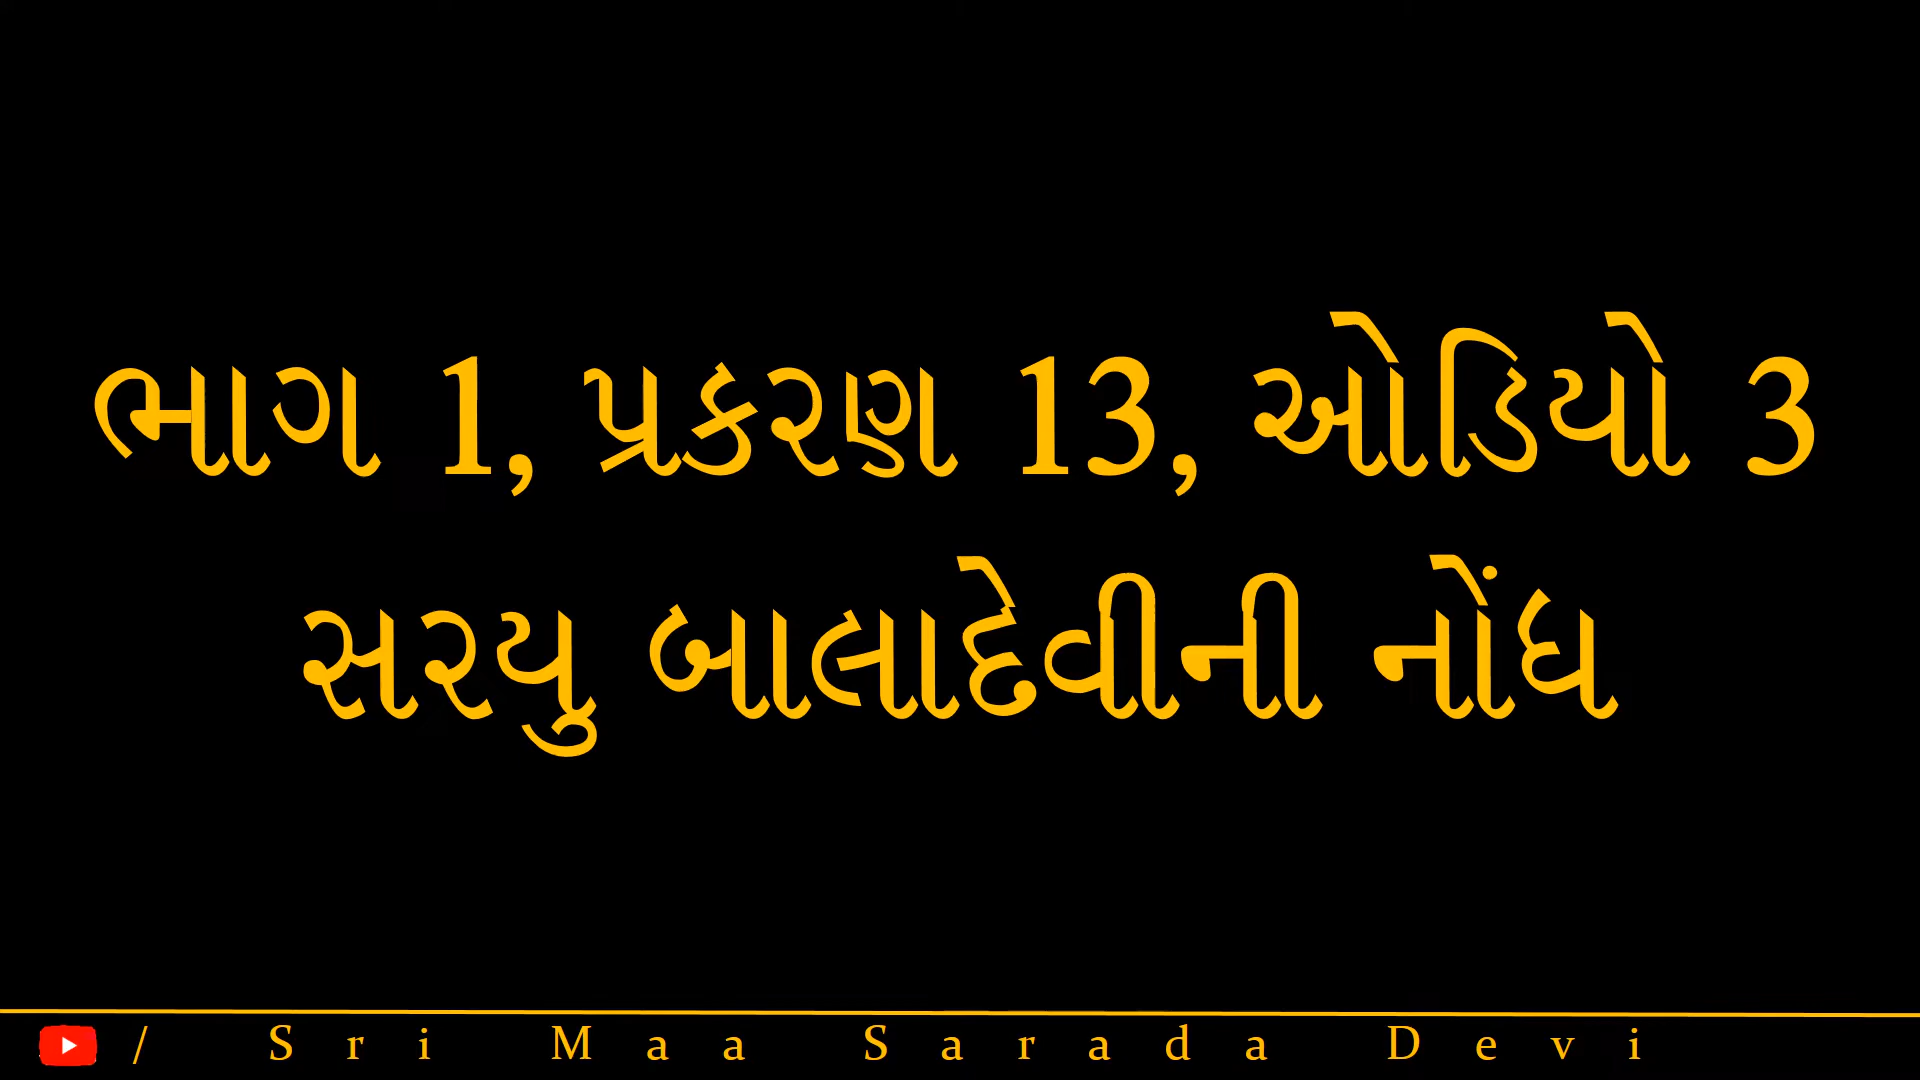 ભાગ 1, પ્રકરણ 13, ઓડિયો 3
સરયુ બાલાદેવીની નોંધ
/ Sri Maa Sarada Devi